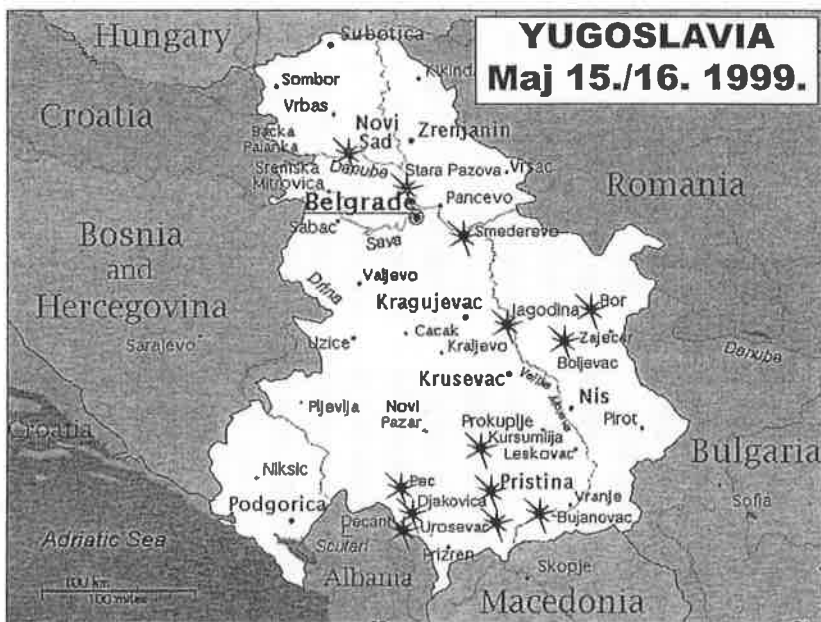 YUGOSLAVIA
Maj 15./16. 1999.
Hungary
Subotica
Sombor
Kikinda
Croatia
Vrbas
Novi
Sad
Zrenjanin
Backa
Palanka
Danube
Stara Pazova
Vrsac
Sremska
Mitrovica
Romania
Belgrade
Pancevo
Sabac
Sava
Smederevo
Bosnia
and
Hercegovina
Drina
Valjevo
Kragujevac
Jagodina
Bor
Sarajevo
Uzice
Cacak
Kraljevo
Zajecar
Boljevac
Danube
Krusevac
Velika Morava
Nis
Pljevlja
Novi
Pazar
Prokuplje
Kursumlija
Leskovac
Pirot
Croatia
Bulgaria
Niksic
Pec
Pristina
Sofia
Podgorica
Djakovica
Vranje
Decani
Urosevac
Bujanovac
Adriatic Sea
Scutari
Prizren
Skopje
Albania
Macedonia
100 km
100 miles